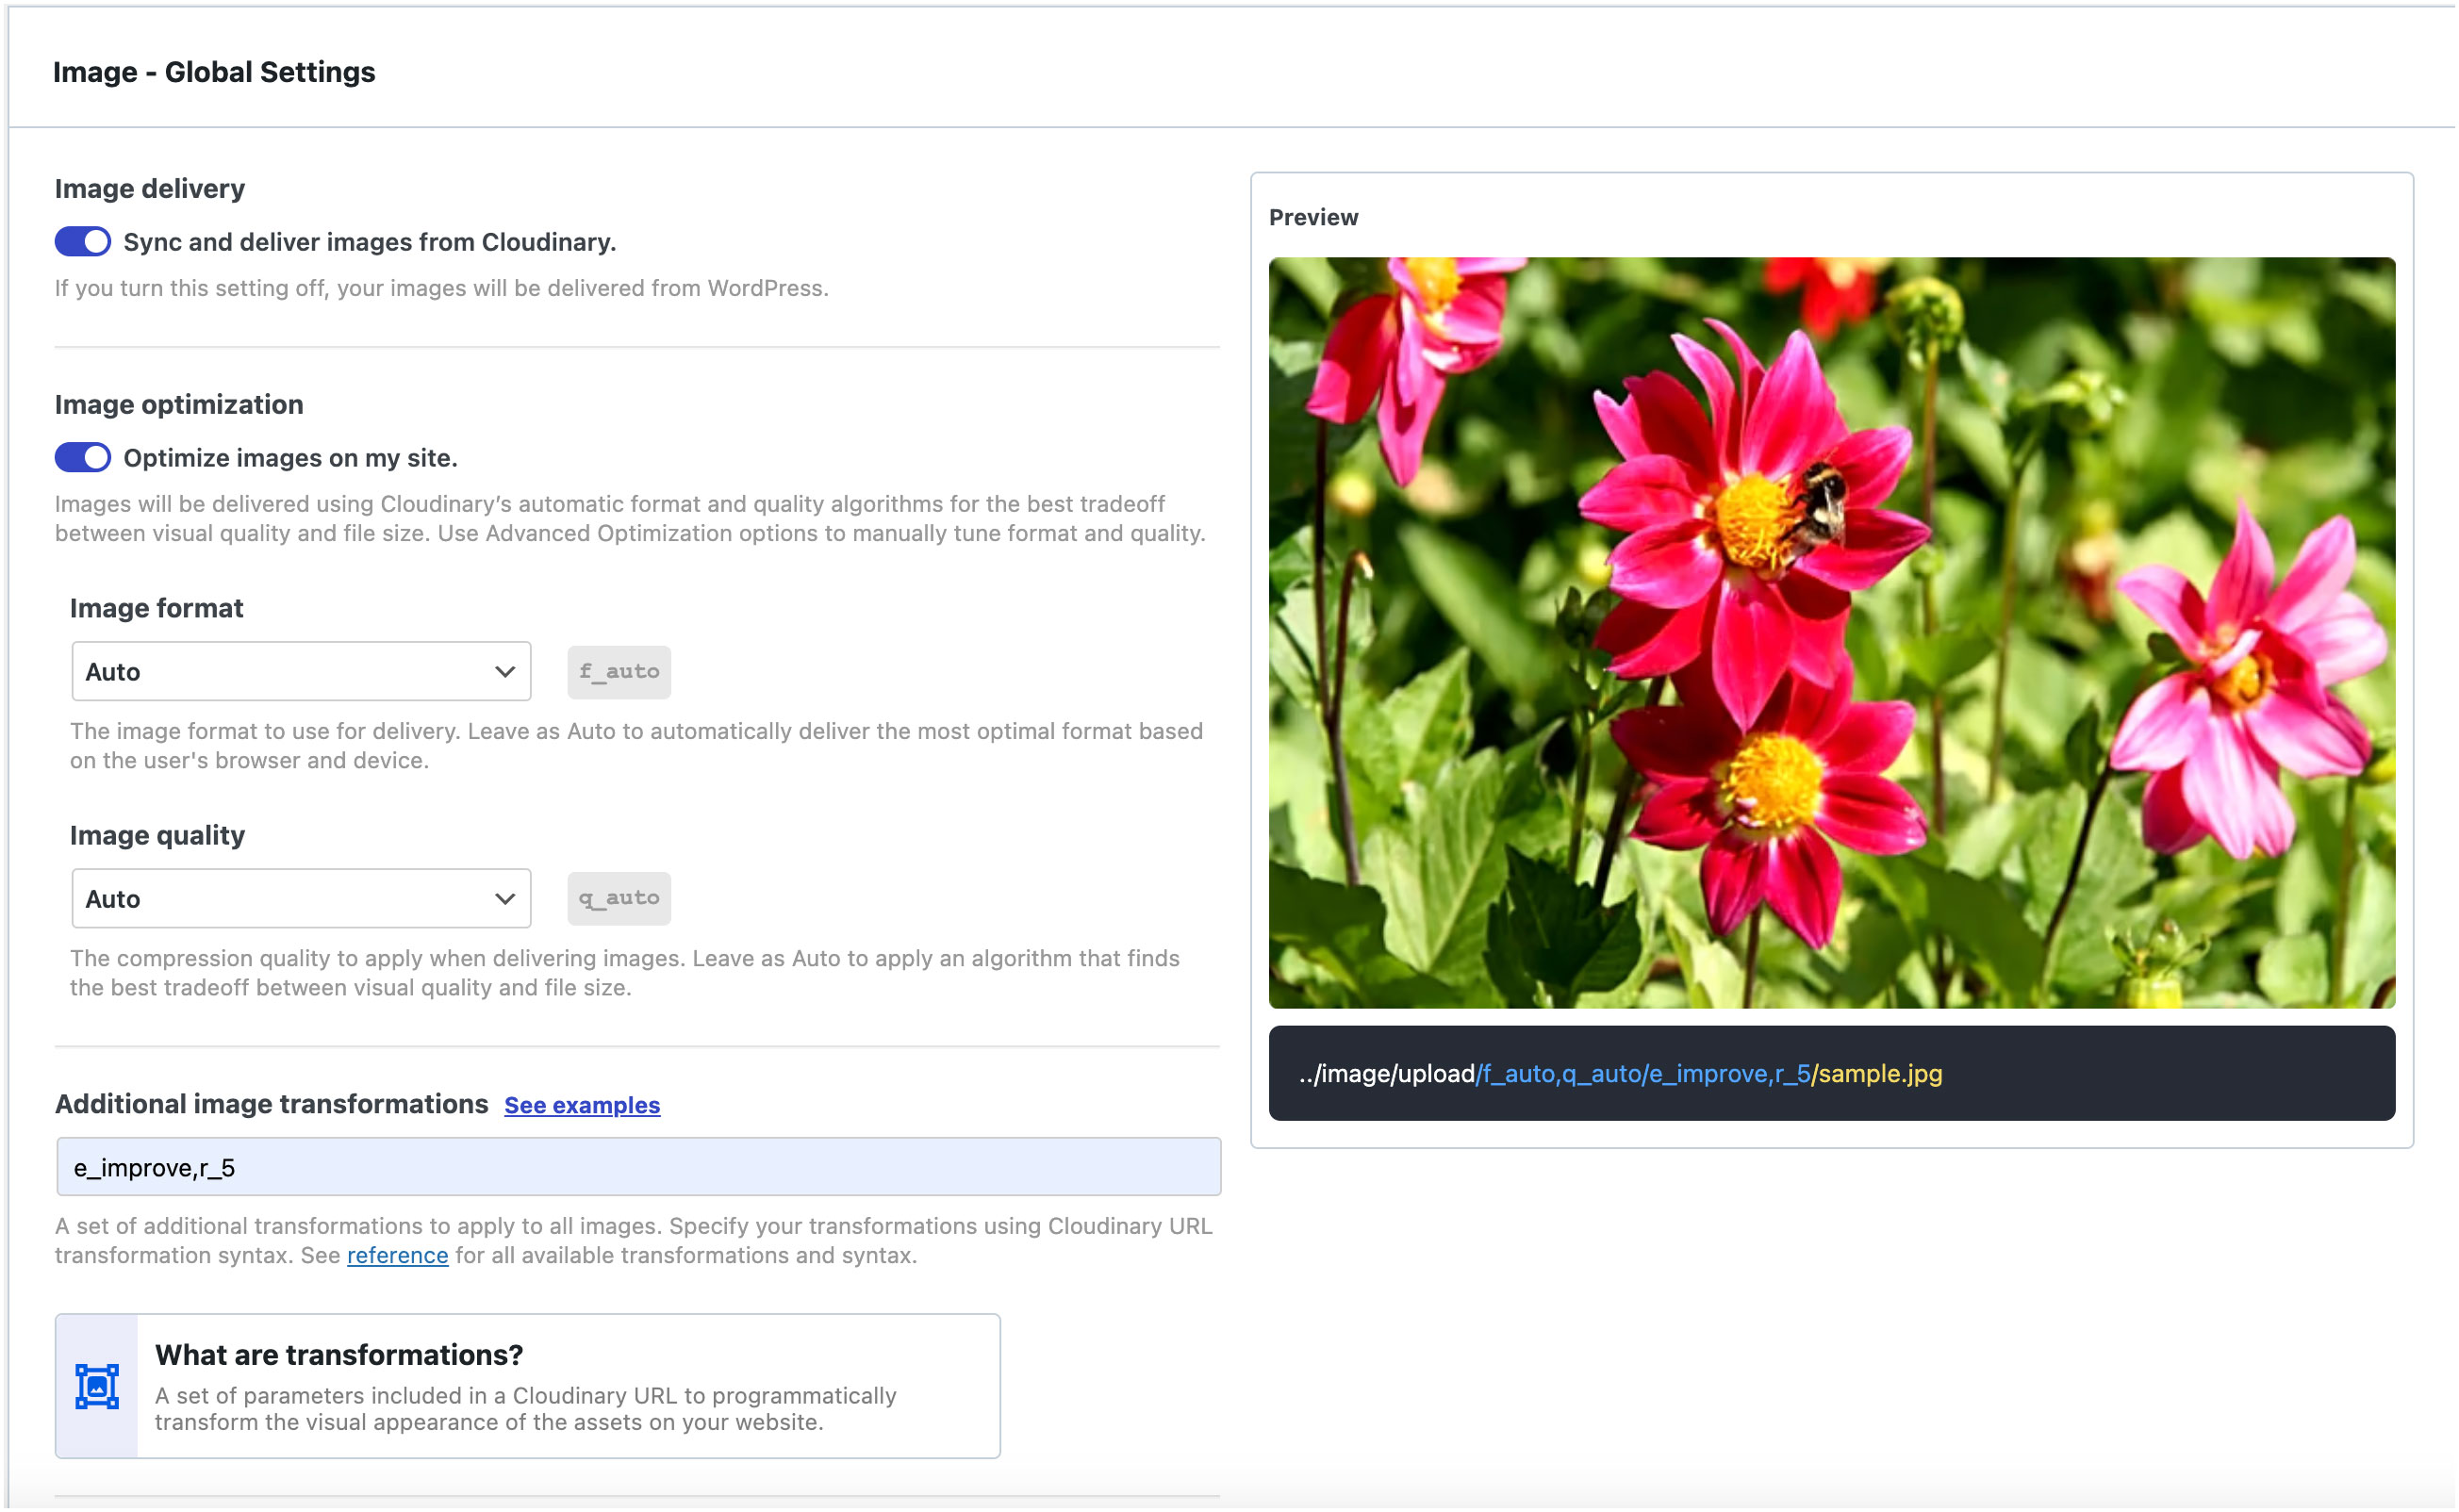 Image - Global Settings
Image delivery
Sync and deliver images from Cloudinary.
If you turn this setting off, your images will be delivered from WordPress.
Image optimization
Optimize images on my site.
Images will be delivered using Cloudinary’s automatic format and quality algorithms for the best tradeoff
between visual quality and file size. Use Advanced Optimization options to manually tune format and quality.
Image format
Auto
f_auto
The image format to use for delivery. Leave as Auto to automatically deliver the most optimal format based
on the user's browser and device.
Image quality
Auto
q_auto
The compression quality to apply when delivering images. Leave as Auto to apply an algorithm that finds
the best tradeoff between visual quality and file size.
Additional image transformations See examples
e_improve,r_5
A set of additional transformations to apply to all images. Specify your transformations using Cloudinary URL
transformation syntax. See reference for all available transformations and syntax.
What are transformations?
A set of parameters included in a Cloudinary URL to programmatically
transform the visual appearance of the assets on your website.
Preview
../image/upload/f_auto,q_auto/e_improve,r_5/sample.jpg